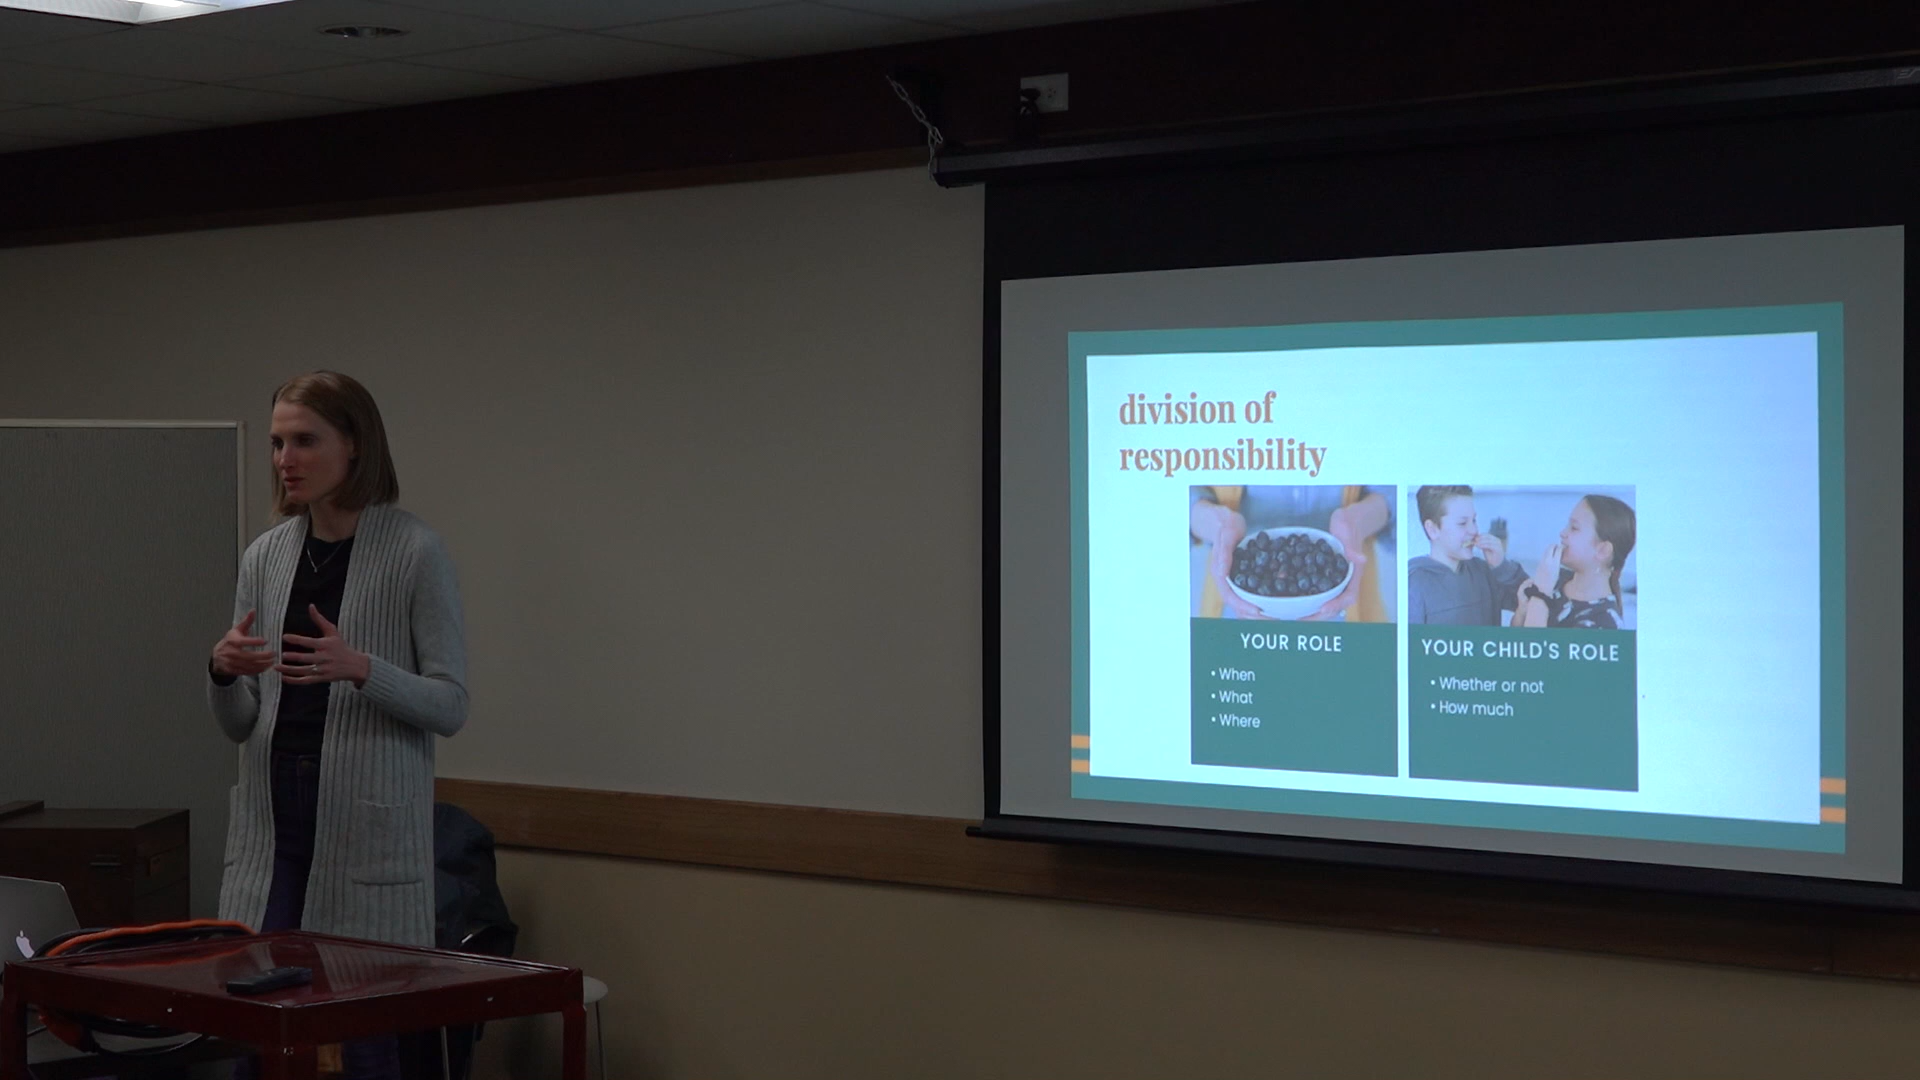 division of
responsibility
YOUR ROLE
• When
• What
• Where
YOUR CHILD'S ROLE
• Whether or not
• How much